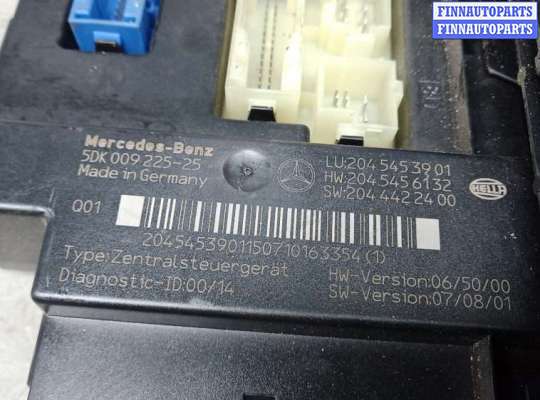 FINNAUTOPARTS
FINNAUTOPARTS
FINNAUTOPARTS
Mercedes-Benz
5DK 009 225-25
Made in Germany
LU:204 545 39 01
HW:204 545 61 32
SW:204 442 24 00
HELLA
Q01
2045453901150710163354 (1)
Type:Zentralsteuergerät
Diagnostic-ID:00/14
HW-Version:06/50/00
SW-Version:07/08/01